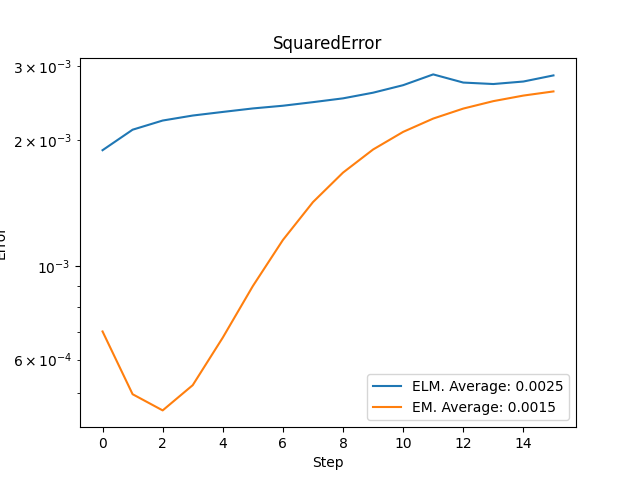 SquaredError
3 × 10⁻³
2 × 10⁻³
10⁻³
6 × 10⁻⁴
Error
0 2 4 6 8 10 12 14
Step
ELM. Average: 0.0025
EM. Average: 0.0015